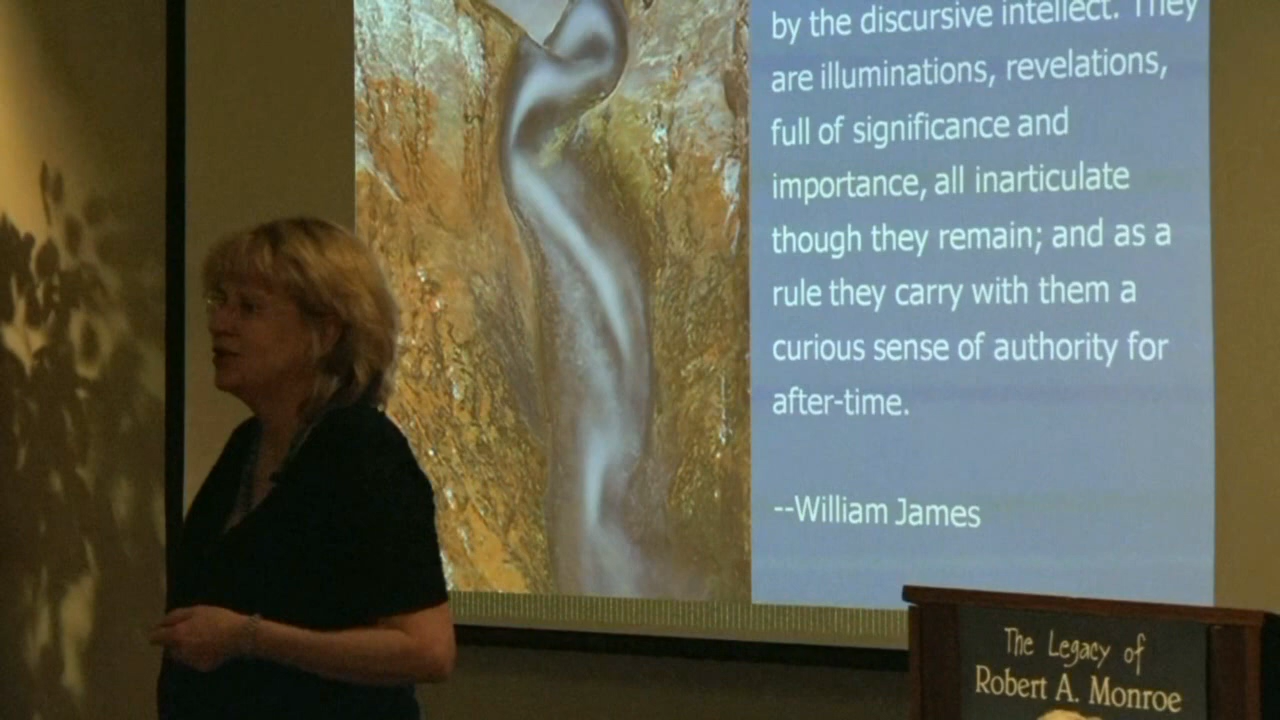 by the discursive intellect. They
are illuminations, revelations,
full of significance and
importance, all inarticulate
though they remain; and as a
rule they carry with them a
curious sense of authority for
after-time.
--William James
The Legacy of
Robert A. Monroe